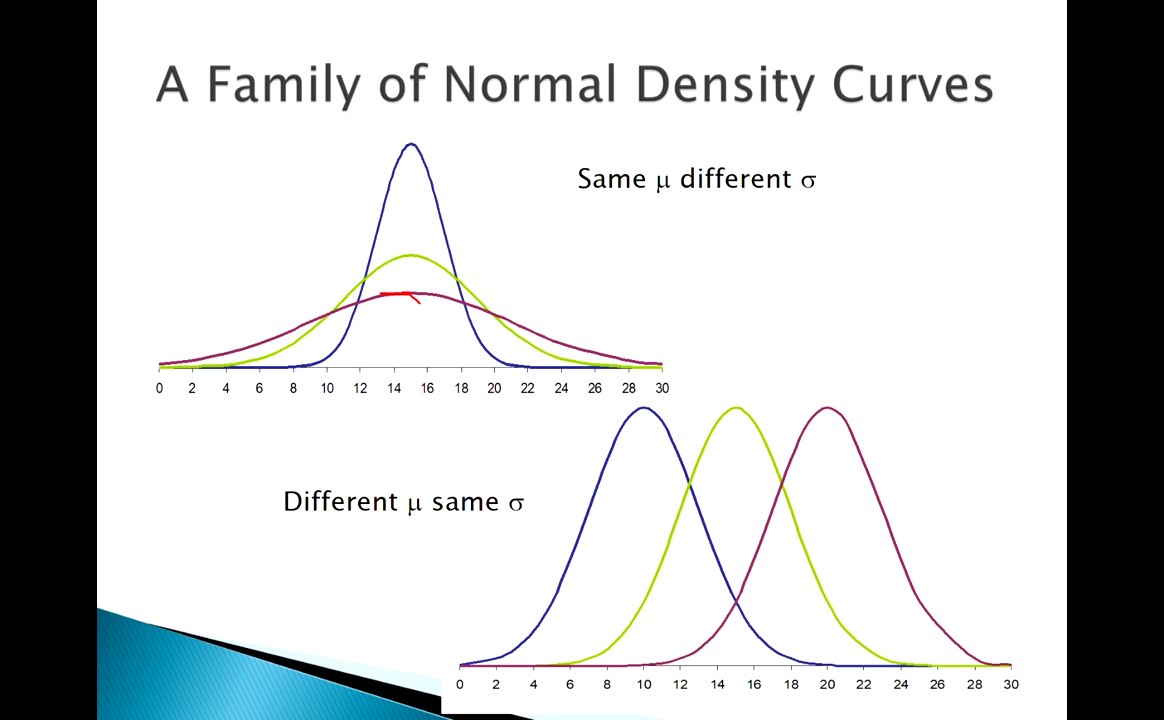 A Family of Normal Density Curves
Same μ different σ
0 2 4 6 8 10 12 14 16 18 20 22 24 26 28 30
Different μ same σ
0 2 4 6 8 10 12 14 16 18 20 22 24 26 28 30